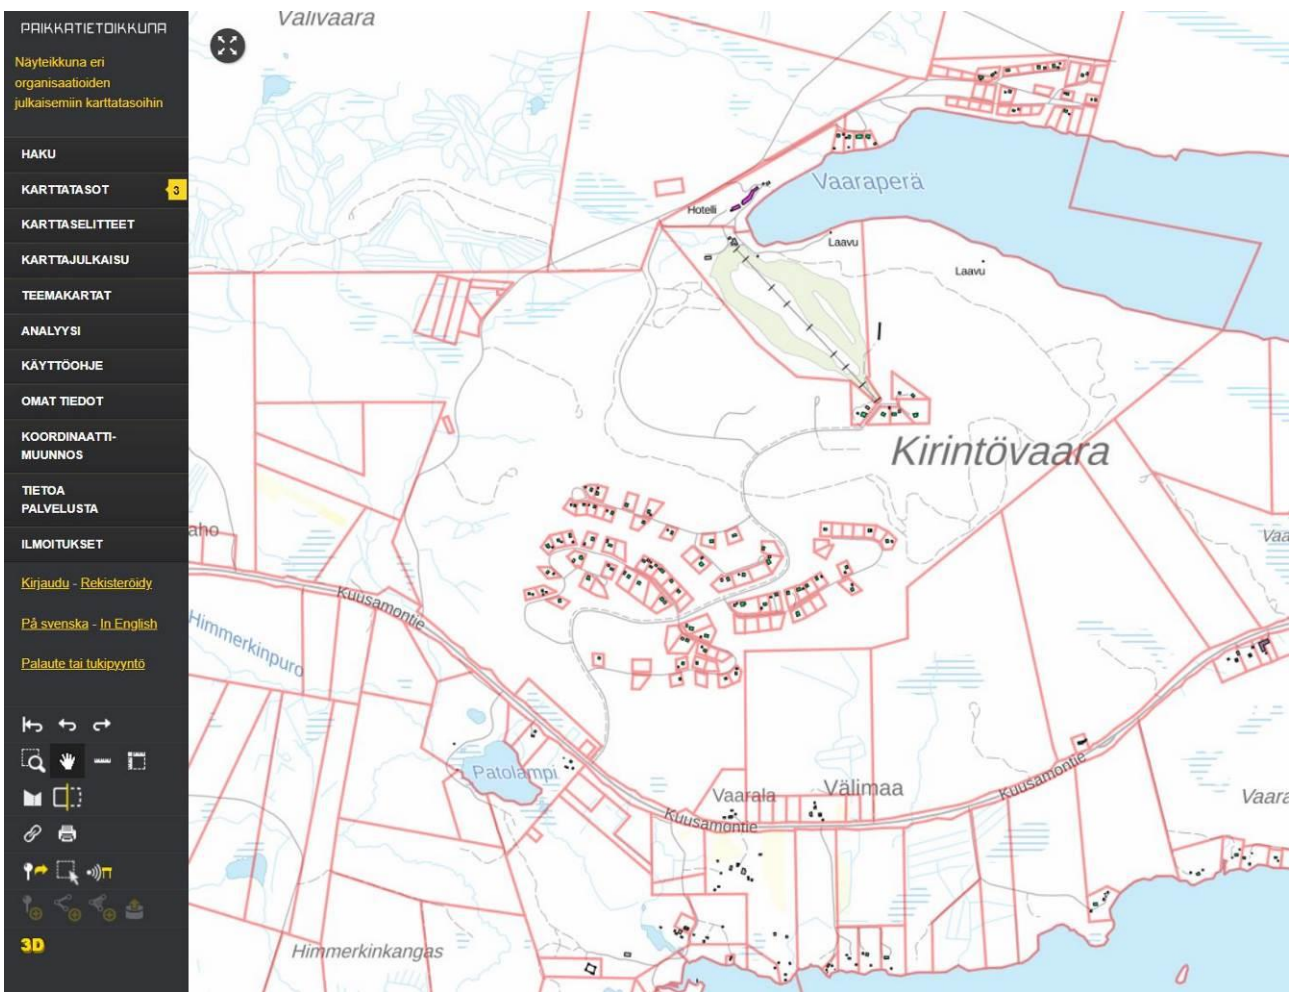 PAIKKATIETOIKKUNA
Näyteikkuna eri
organisaatioiden
julkaisemiin karttatasoihin
HAKU
KARTTATASOT
3
KARTTASELITTEET
KARTTAJULKAISU
TEEMAKARTAT
ANALYYSI
KÄYTTÖOHJE
OMAT TIEDOT
KOORDINAATTI-
MUUNNOS
TIETOA
PALVELUSTA
ILMOITUKSET
Kirjaudu - Rekisteröidy
På svenska - In English
Palaute tai tukipyyntö
3D
Välivaara
Vaaraperä
Hotelli
Laavu
Laavu
Kirintövaara
aho
Vaa
Kuusamontie
Himmerkinpuro
Patolampi
Vaarala
Välimaa
Kuusamontie
Kuusamontie
Vaara
Himmerkinkangas